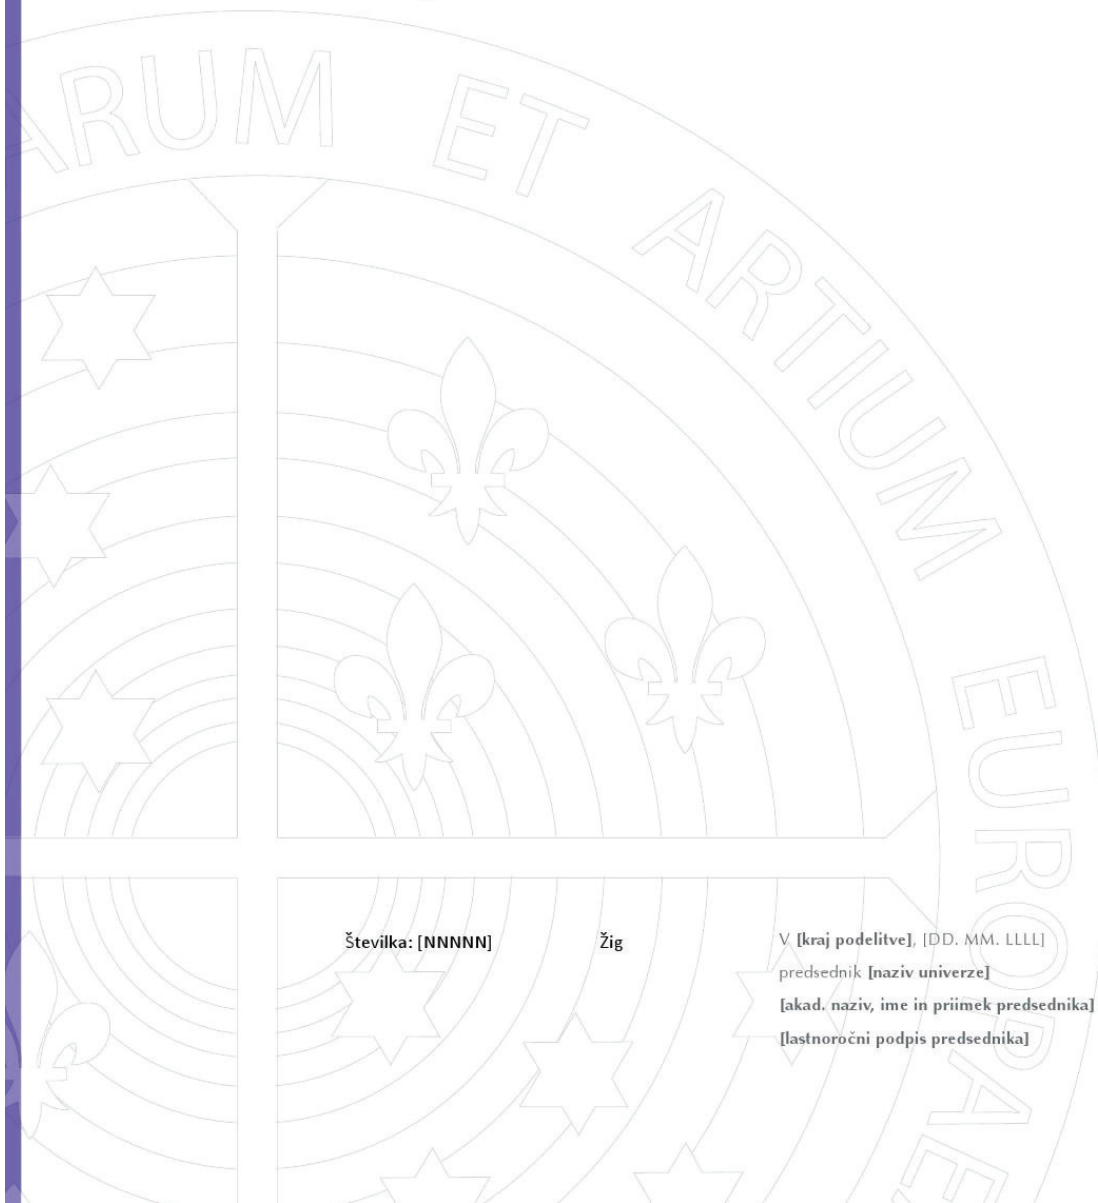 ARUM ET ARTIUM EUROPAE
Številka: [NNNNN]
Žig
V [kraj podelitve], [DD. MM. LLLL]
predsednik [naziv univerze]
[akad. naziv, ime in priimek predsednika]
[lastnoročni podpis predsednika]